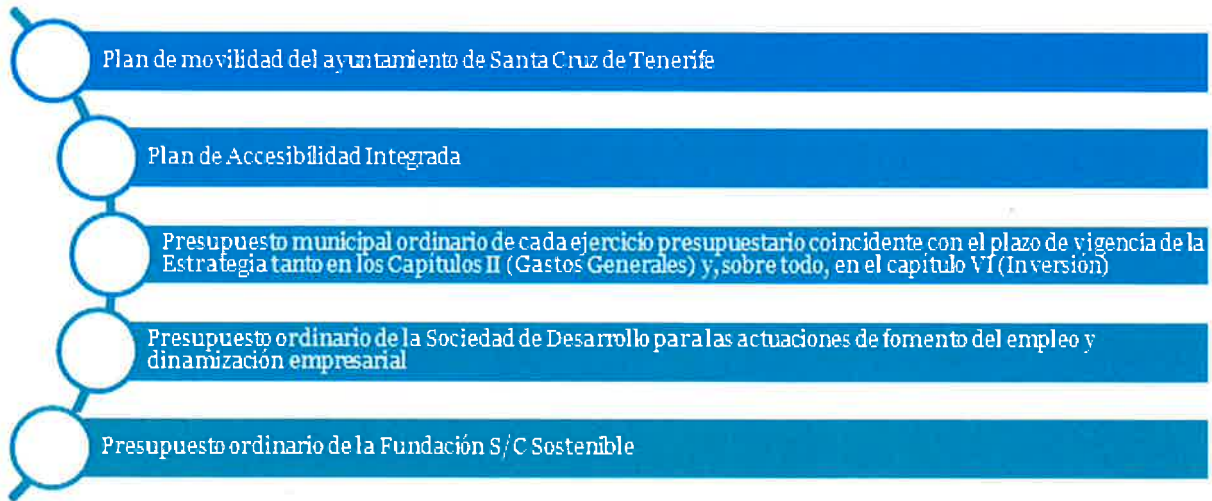 Plan de movilidad del ayuntamiento de Santa Cruz de Tenerife
Plan de Accesibilidad Integrada
Presupuesto municipal ordinario de cada ejercicio presupuestario coincidente con el plazo de vigencia de la
Estrategia tanto en los Capítulos II (Gastos Generales) y, sobre todo, en el capítulo VI (Inversión)
Presupuesto ordinario de la Sociedad de Desarrollo para las actuaciones de fomento del empleo y
dinamización empresarial
Presupuesto ordinario de la Fundación S/C Sostenible